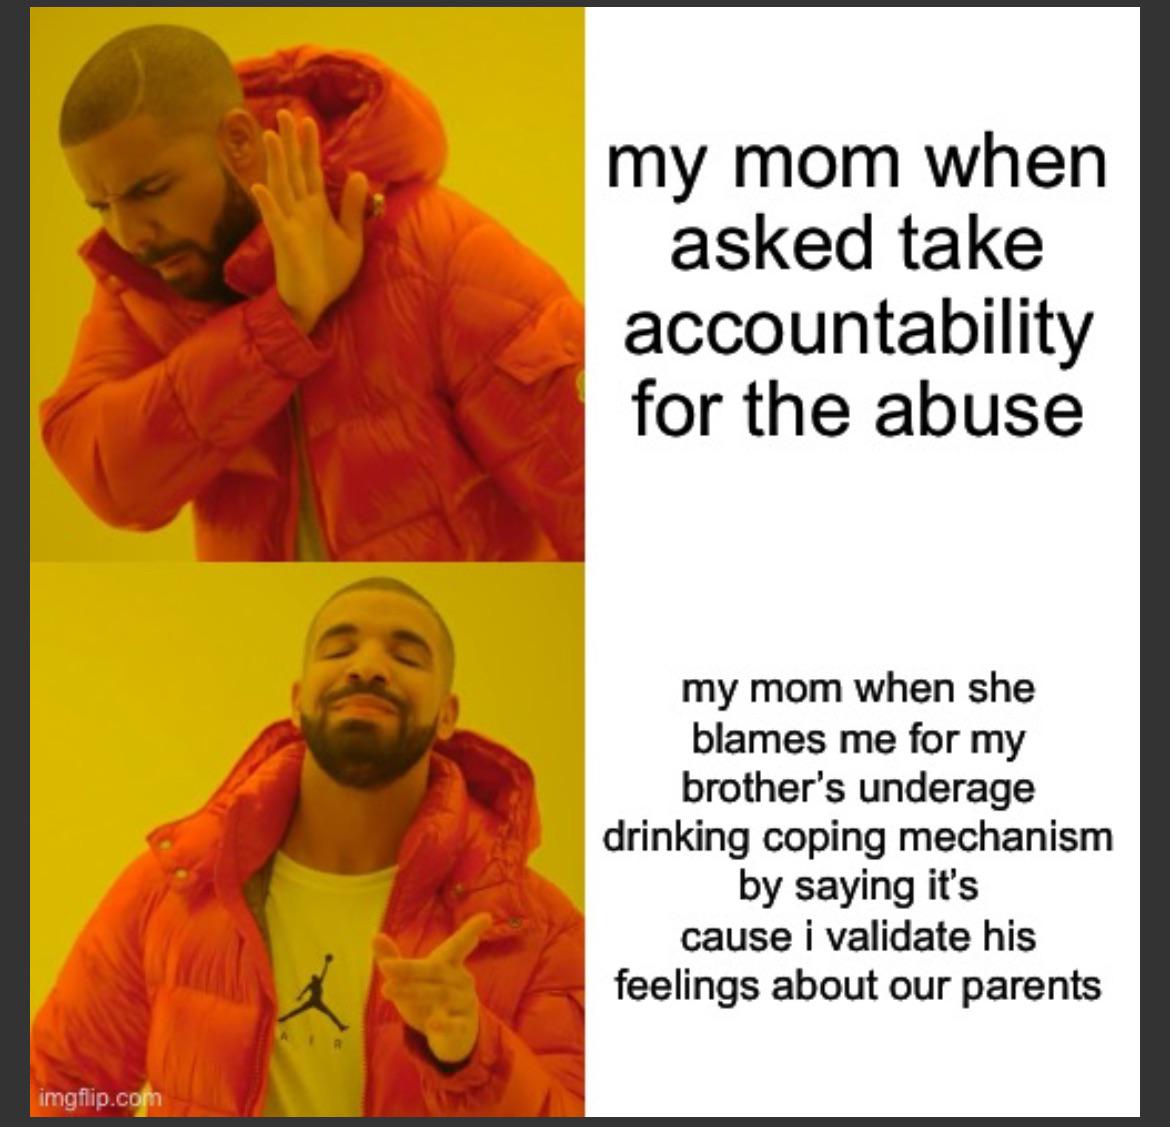 my mom when
asked take
accountability
for the abuse
my mom when she
blames me for my
brother's underage
drinking coping mechanism
by saying it's
cause i validate his
feelings about our parents
AIR
imgflip.com